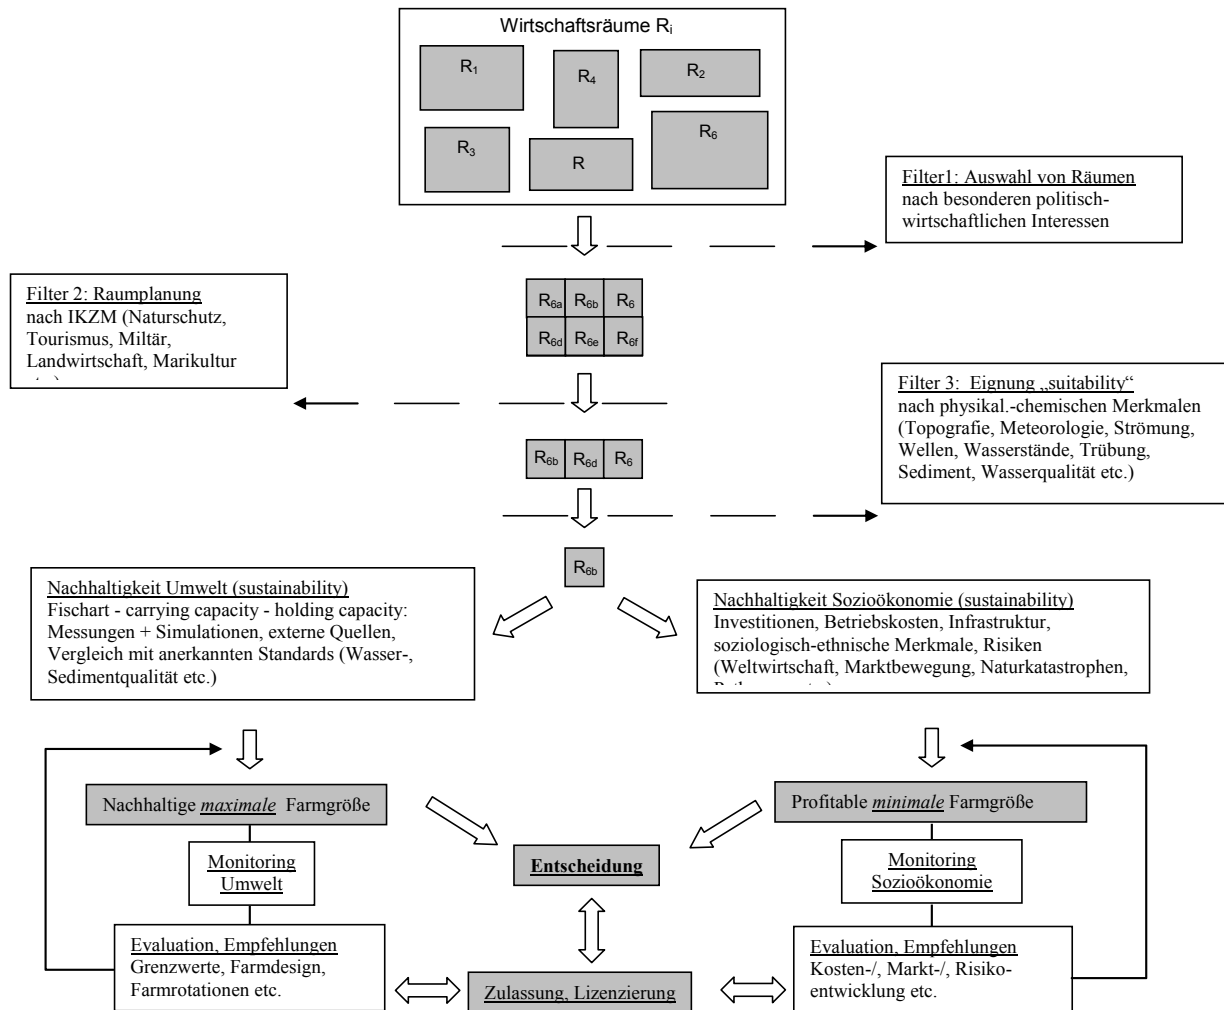 Wirtschaftsräume Ri
R1
R4
R2
R3
R
R6
Filter1: Auswahl von Räumen
nach besonderen politisch-
wirtschaftlichen Interessen
Filter 2: Raumplanung
nach IKZM (Naturschutz,
Tourismus, Miltär,
Landwirtschaft, Marikultur
R6a R6b R6
R6d R6e R6f
Filter 3: Eignung „suitability“
nach physikal.-chemischen Merkmalen
(Topografie, Meteorologie, Strömung,
Wellen, Wasserstände, Trübung,
Sediment, Wasserqualität etc.)
R6b R6d R6
R6b
Nachhaltigkeit Umwelt (sustainability)
Fischart - carrying capacity - holding capacity:
Messungen + Simulationen, externe Quellen,
Vergleich mit anerkannten Standards (Wasser-,
Sedimentqualität etc.)
Nachhaltigkeit Sozioökonomie (sustainability)
Investitionen, Betriebskosten, Infrastruktur,
soziologisch-ethnische Merkmale, Risiken
(Weltwirtschaft, Marktbewegung, Naturkatastrophen,
Nachhaltige maximale Farmgröße
Profitable minimale Farmgröße
Monitoring
Umwelt
Entscheidung
Monitoring
Sozioökonomie
Evaluation, Empfehlungen
Grenzwerte, Farmdesign,
Farmrotationen etc.
Zulassung, Lizenzierung
Evaluation, Empfehlungen
Kosten-/, Markt-/, Risiko-
entwicklung etc.